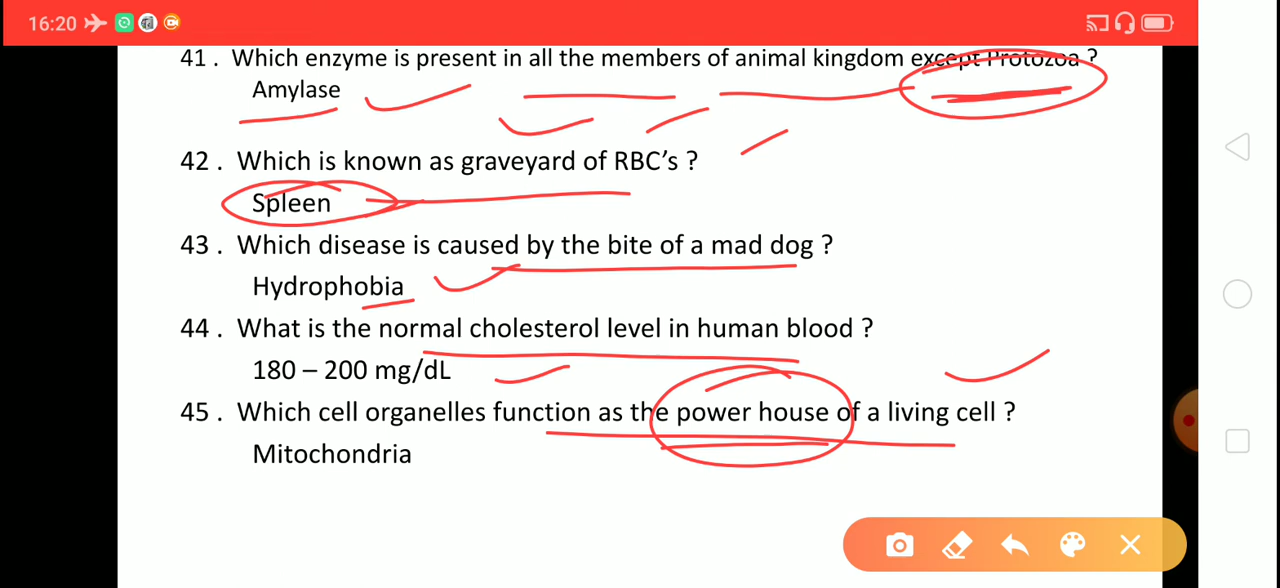 16:20
41 . Which enzyme is present in all the members of animal kingdom except Protozoa ?
Amylase
42 . Which is known as graveyard of RBC’s ?
Spleen
43 . Which disease is caused by the bite of a mad dog ?
Hydrophobia
44 . What is the normal cholesterol level in human blood ?
180 – 200 mg/dL
45 . Which cell organelles function as the power house of a living cell ?
Mitochondria